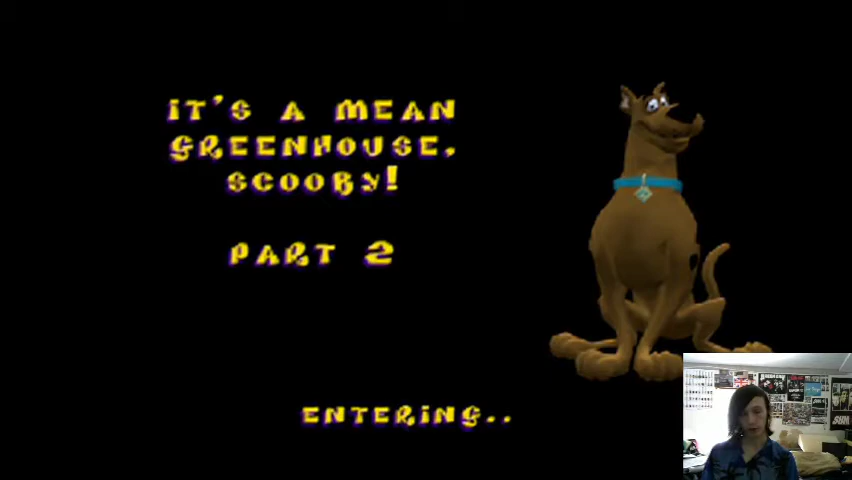 IT'S A MEAN
GREENHOUSE,
SCOOBY!
PART 2
ENTERING..